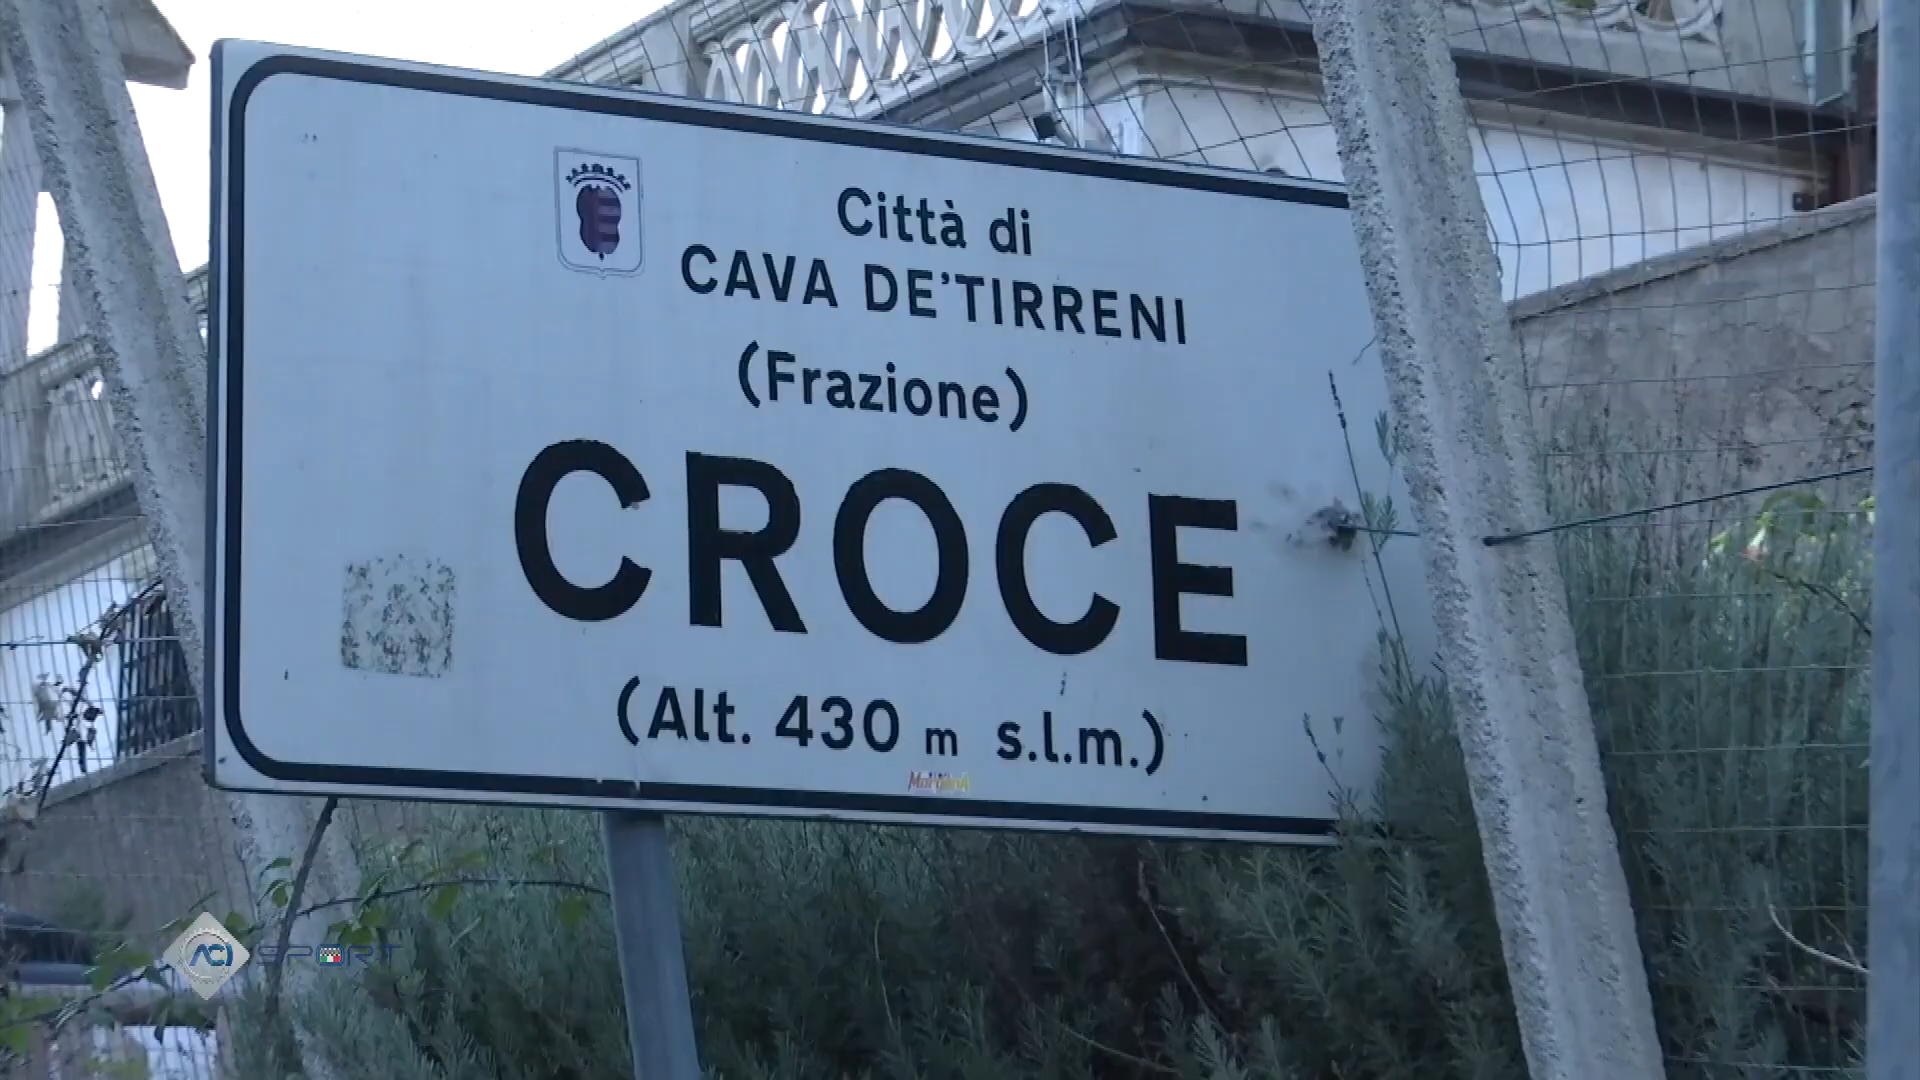 Città di
CAVA DE'TIRRENI
(Frazione)
CROCE
(Alt. 430 m s.l.m.)
ACI SPORT